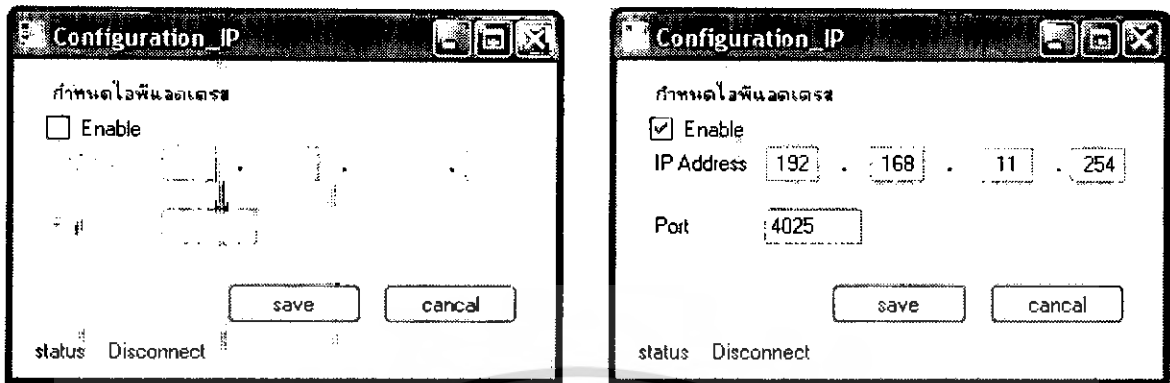 Configuration_IP
กำหนดไอพีแอดเดรส
Enable
save cancal
status Disconnect
Configuration_IP
กำหนดไอพีแอดเดรส
Enable
IP Address 192 . 168 . 11 . 254
Port 4025
save cancal
status Disconnect